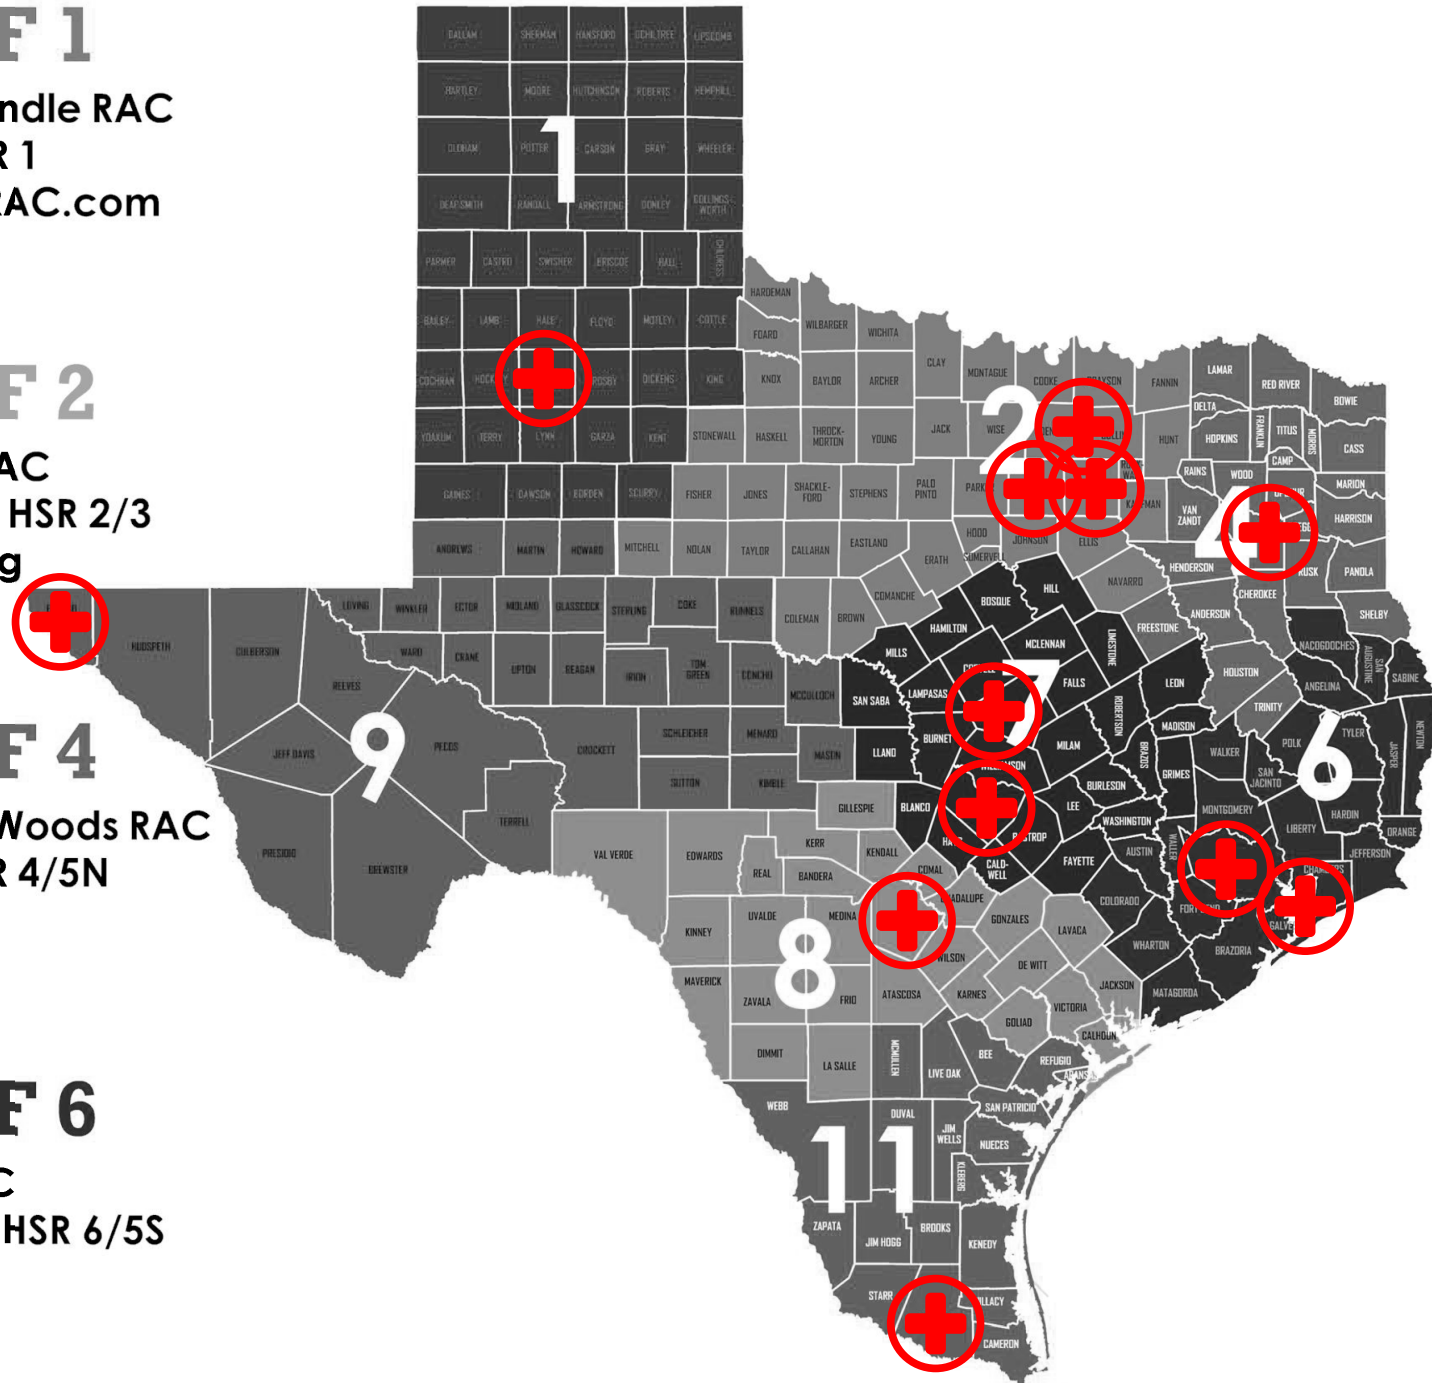 F 1
ndle RAC
R 1
RAC.com
F 2
AC
HSR 2/3
g
F 4
Woods RAC
R 4/5N
F 6
C
HSR 6/5S
DALLAM SHERMAN HANSFORD OCHILTREE LIPSCOMB
HARTLEY MOORE HUTCHINSON ROBERTS HEMPHILL
1
OLDHAM POTTER CARSON GRAY WHEELER
DEAF SMITH RANDALL ARMSTRONG DONLEY COLLINGS-
WORTH
PARMER CASTRO SWISHER BRISCOE HALL CHILDRESS
BAILEY LAMB HALE FLOYD MOTLEY COTTLE
HARDEMAN
FOARD WILBARGER WICHITA
CLAY
MONTAGUE COOKE GRAYSON FANNIN
LAMAR RED RIVER BOWIE
COCHRAN DICKENS KING
KNOX BAYLOR ARCHER
DELTA
2
YOAKUM TERRY LYNN GARZA KENT
STONEWALL HASKELL THROCK-
MORTON YOUNG JACK WISE HUNT HOPKINS FRANKLIN TITUS MORRIS CASS
CAMP
RAINS WOOD MARION
GAINES DAWSON BORDEN SCURRY
FISHER JONES SHACKLE-
FORD STEPHENS PALO
PINTO
VAN
ZANDT
4
HARRISON
ANDREWS MARTIN HOWARD MITCHELL NOLAN TAYLOR CALLAHAN EASTLAND ERATH HOOD SOMERVELL JOHNSON ELLIS
HENDERSON PANOLA
NAVARRO
CHEROKEE
HUDSPETH CULBERSON
LOVING WINKLER ECTOR MIDLAND GLASSCOCK STERLING COKE RUNNELS COLEMAN BROWN COMANCHE
BOSQUE HILL
ANDERSON SHELBY
HAMILTON FREESTONE
REEVES WARD CRANE UPTON REAGAN IRION TOM
GREEN CONCHO MCCULLOCH
MILLS SAN SABA LAMPASAS MCLENNAN LIMESTONE FALLS LEON
7
HOUSTON NACOGDOCHES SAN
AUGUSTINE SABINE
ANGELINA TRINITY
9
JEFF DAVIS PECOS CROCKETT SCHLEICHER MENARD MASON
LLANO BURNET MILAM ROBERTSON MADISON BRAZOS
WALKER POLK TYLER JASPER NEWTON
6
SUTTON KIMBLE
GRIMES SAN
JACINTO
BURLESON
PRESIDIO BREWSTER TERRELL
VAL VERDE EDWARDS GILLESPIE BLANCO LEE WASHINGTON MONTGOMERY HARDIN
LIBERTY ORANGE
KERR KENDALL
REAL BANDERA COMAL CALD-
WELL FAYETTE AUSTIN WALLER JEFFERSON
CHAMBERS
KINNEY UVALDE MEDINA
GONZALES LAVACA COLORADO
8
WILSON DE WITT WHARTON BRAZORIA
MAVERICK ZAVALA FRIO ATASCOSA KARNES JACKSON MATAGORDA
GOLIAD VICTORIA
CALHOUN
DIMMIT LA SALLE MCMULLEN LIVE OAK BEE REFUGIO
WEBB DUVAL JIM
WELLS SAN PATRICIO
NUECES
11
KLEBERG
ZAPATA JIM HOGG BROOKS KENEDY
STARR
CAMERON